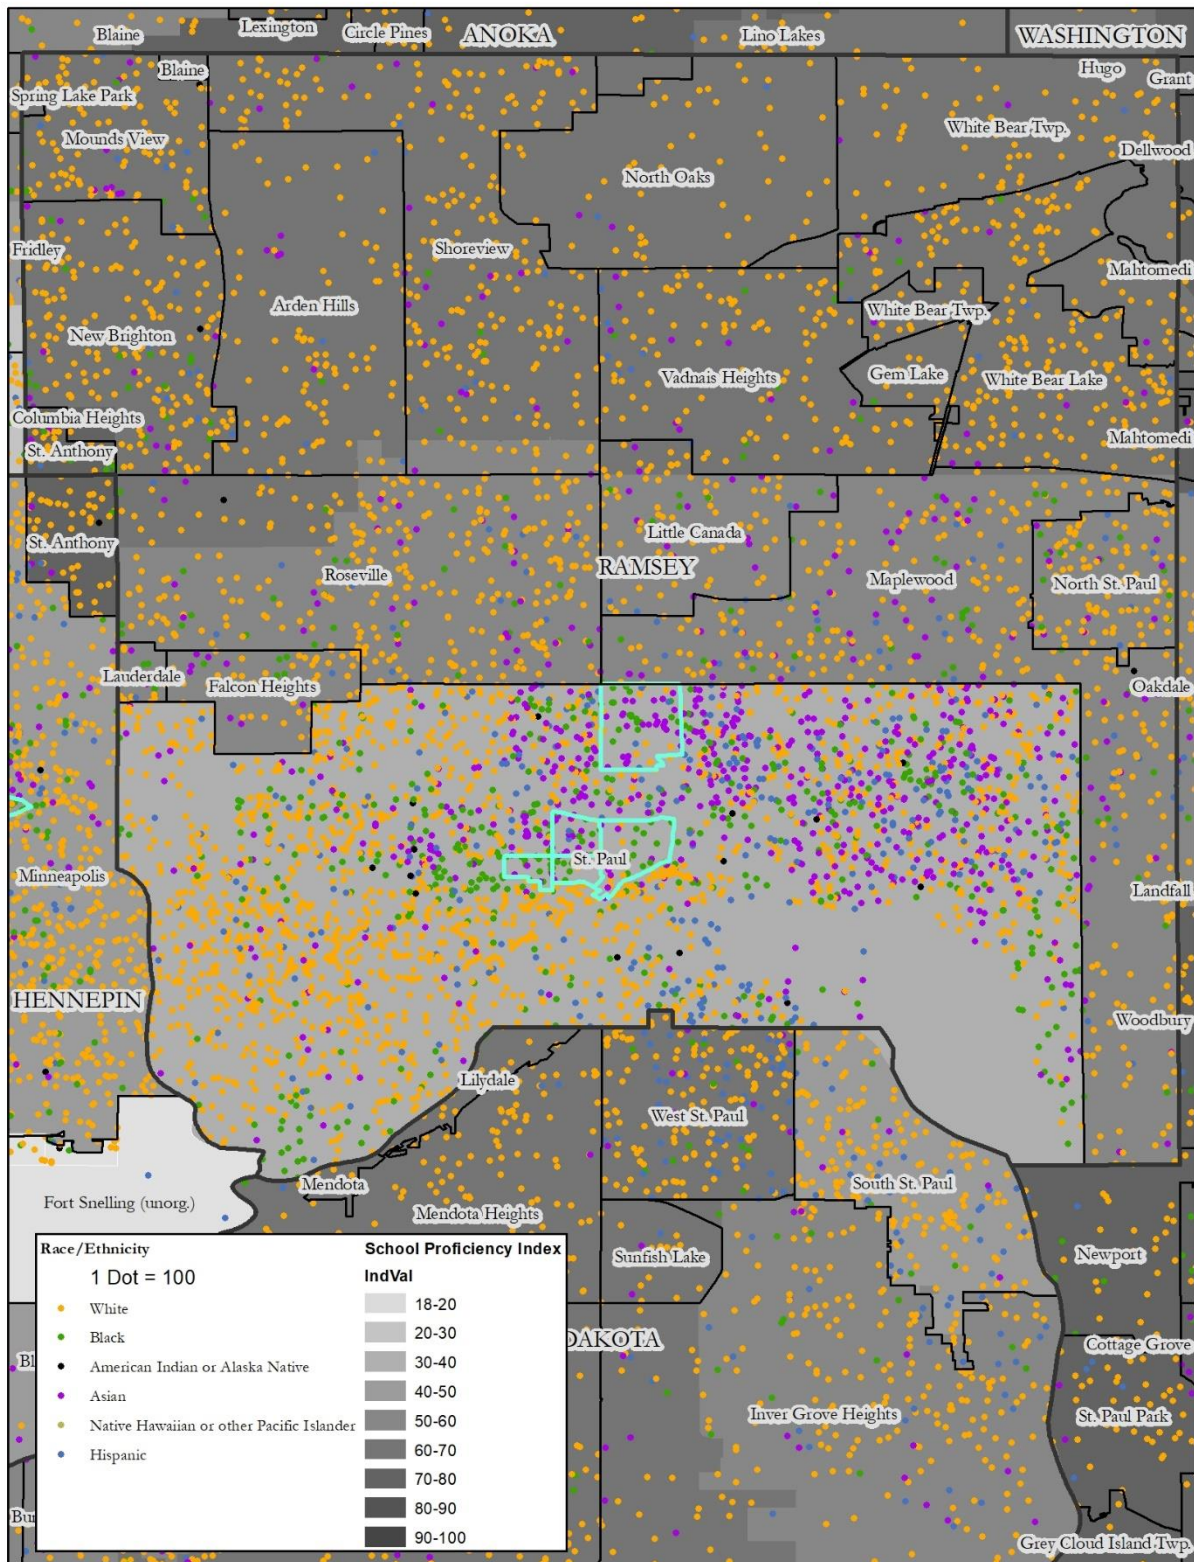 Blaine
Lexington
Circle Pines
ANOKA
Lino Lakes
WASHINGTON
Blaine
Hugo
Grant
Spring Lake Park
Mounds View
White Bear Twp.
Dellwood
North Oaks
Fridley
Shoreview
Mahtomedi
Arden Hills
White Bear Twp.
New Brighton
Vadnais Heights
Gem Lake
White Bear Lake
Columbia Heights
Mahtomedi
St. Anthony
St. Anthony
Little Canada
RAMSEY
Roseville
Maplewood
North St. Paul
Lauderdale
Falcon Heights
Oakdale
St. Paul
Minneapolis
Landfall
HENNEPIN
Woodbury
Lilydale
West St. Paul
Mendota
South St. Paul
Fort Snelling (unorg.)
Mendota Heights
Sunfish Lake
Newport
DAKOTA
Cottage Grove
Bl
Inver Grove Heights
St. Paul Park
Bu
Grey Cloud Island Twp.
Race/Ethnicity
1 Dot = 100
White
Black
American Indian or Alaska Native
Asian
Native Hawaiian or other Pacific Islander
Hispanic
School Proficiency Index
IndVal
18-20
20-30
30-40
40-50
50-60
60-70
70-80
80-90
90-100